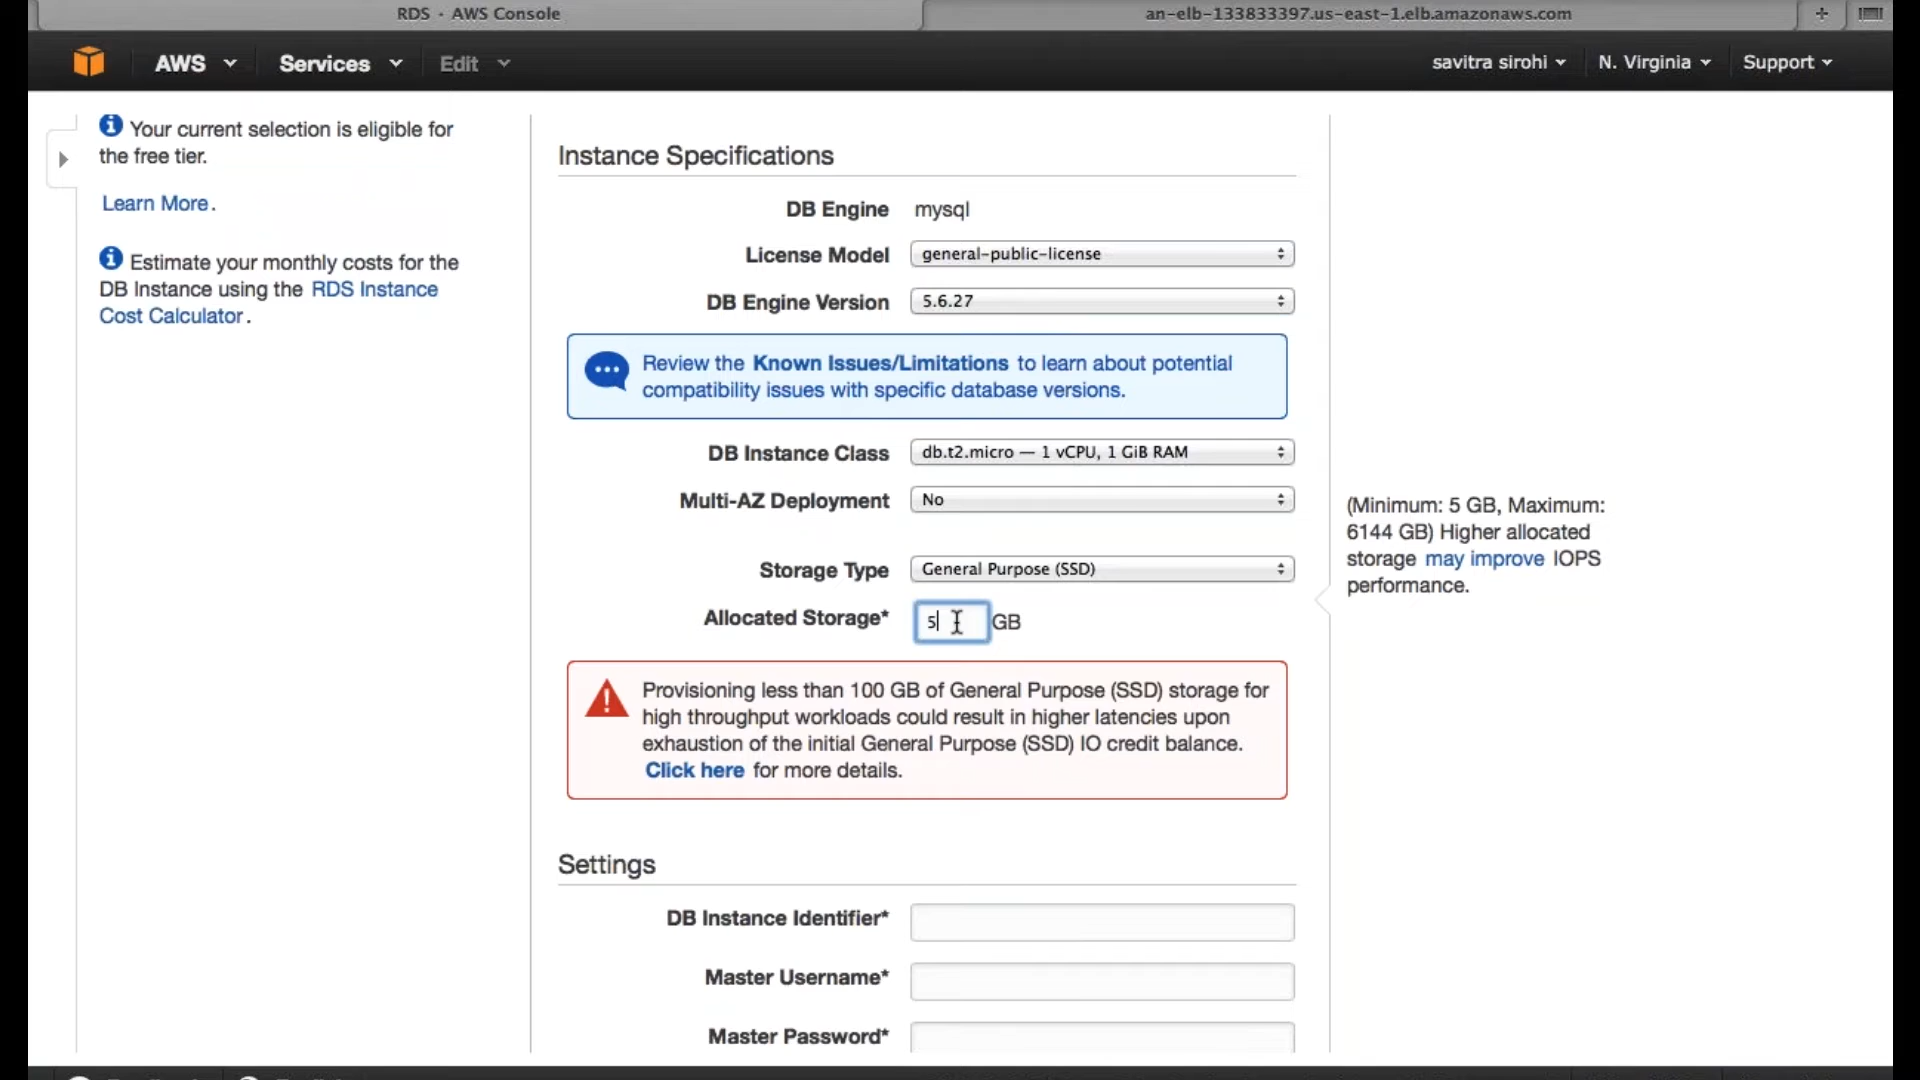 RDS · AWS Console
an-elb-133833397.us-east-1.elb.amazonaws.com
AWS
Services
Edit
savitra sirohi
N. Virginia
Support
Your current selection is eligible for
the free tier.
Learn More.
Estimate your monthly costs for the
DB Instance using the RDS Instance
Cost Calculator.
Instance Specifications
DB Engine mysql
License Model general-public-license
DB Engine Version 5.6.27
Review the Known Issues/Limitations to learn about potential
compatibility issues with specific database versions.
DB Instance Class db.t2.micro — 1 vCPU, 1 GiB RAM
Multi-AZ Deployment No
Storage Type General Purpose (SSD)
Allocated Storage* 5 GB
(Minimum: 5 GB, Maximum:
6144 GB) Higher allocated
storage may improve IOPS
performance.
Provisioning less than 100 GB of General Purpose (SSD) storage for
high throughput workloads could result in higher latencies upon
exhaustion of the initial General Purpose (SSD) IO credit balance.
Click here for more details.
Settings
DB Instance Identifier*
Master Username*
Master Password*